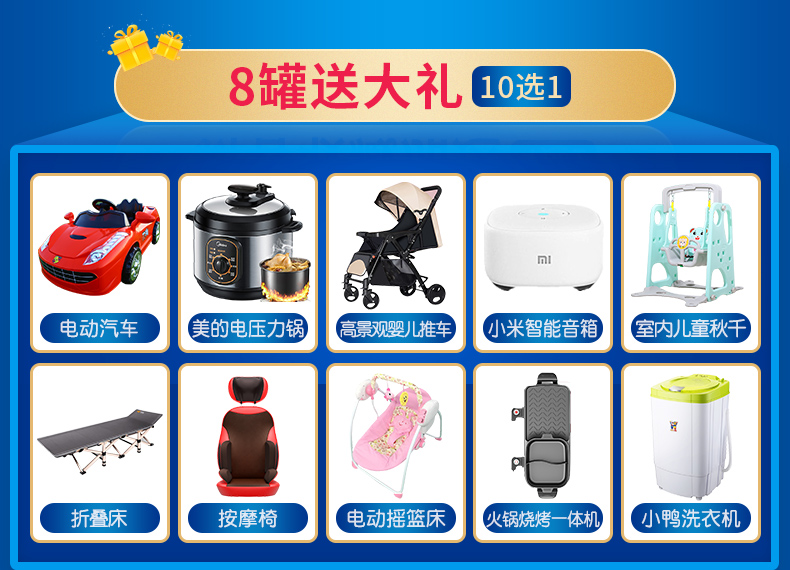 8罐送大礼 10选1
mi
电动汽车
美的电压力锅
高景观婴儿推车
小米智能音箱
室内儿童秋千
折叠床
按摩椅
电动摇篮床
火锅烧烤一体机
小鸭洗衣机